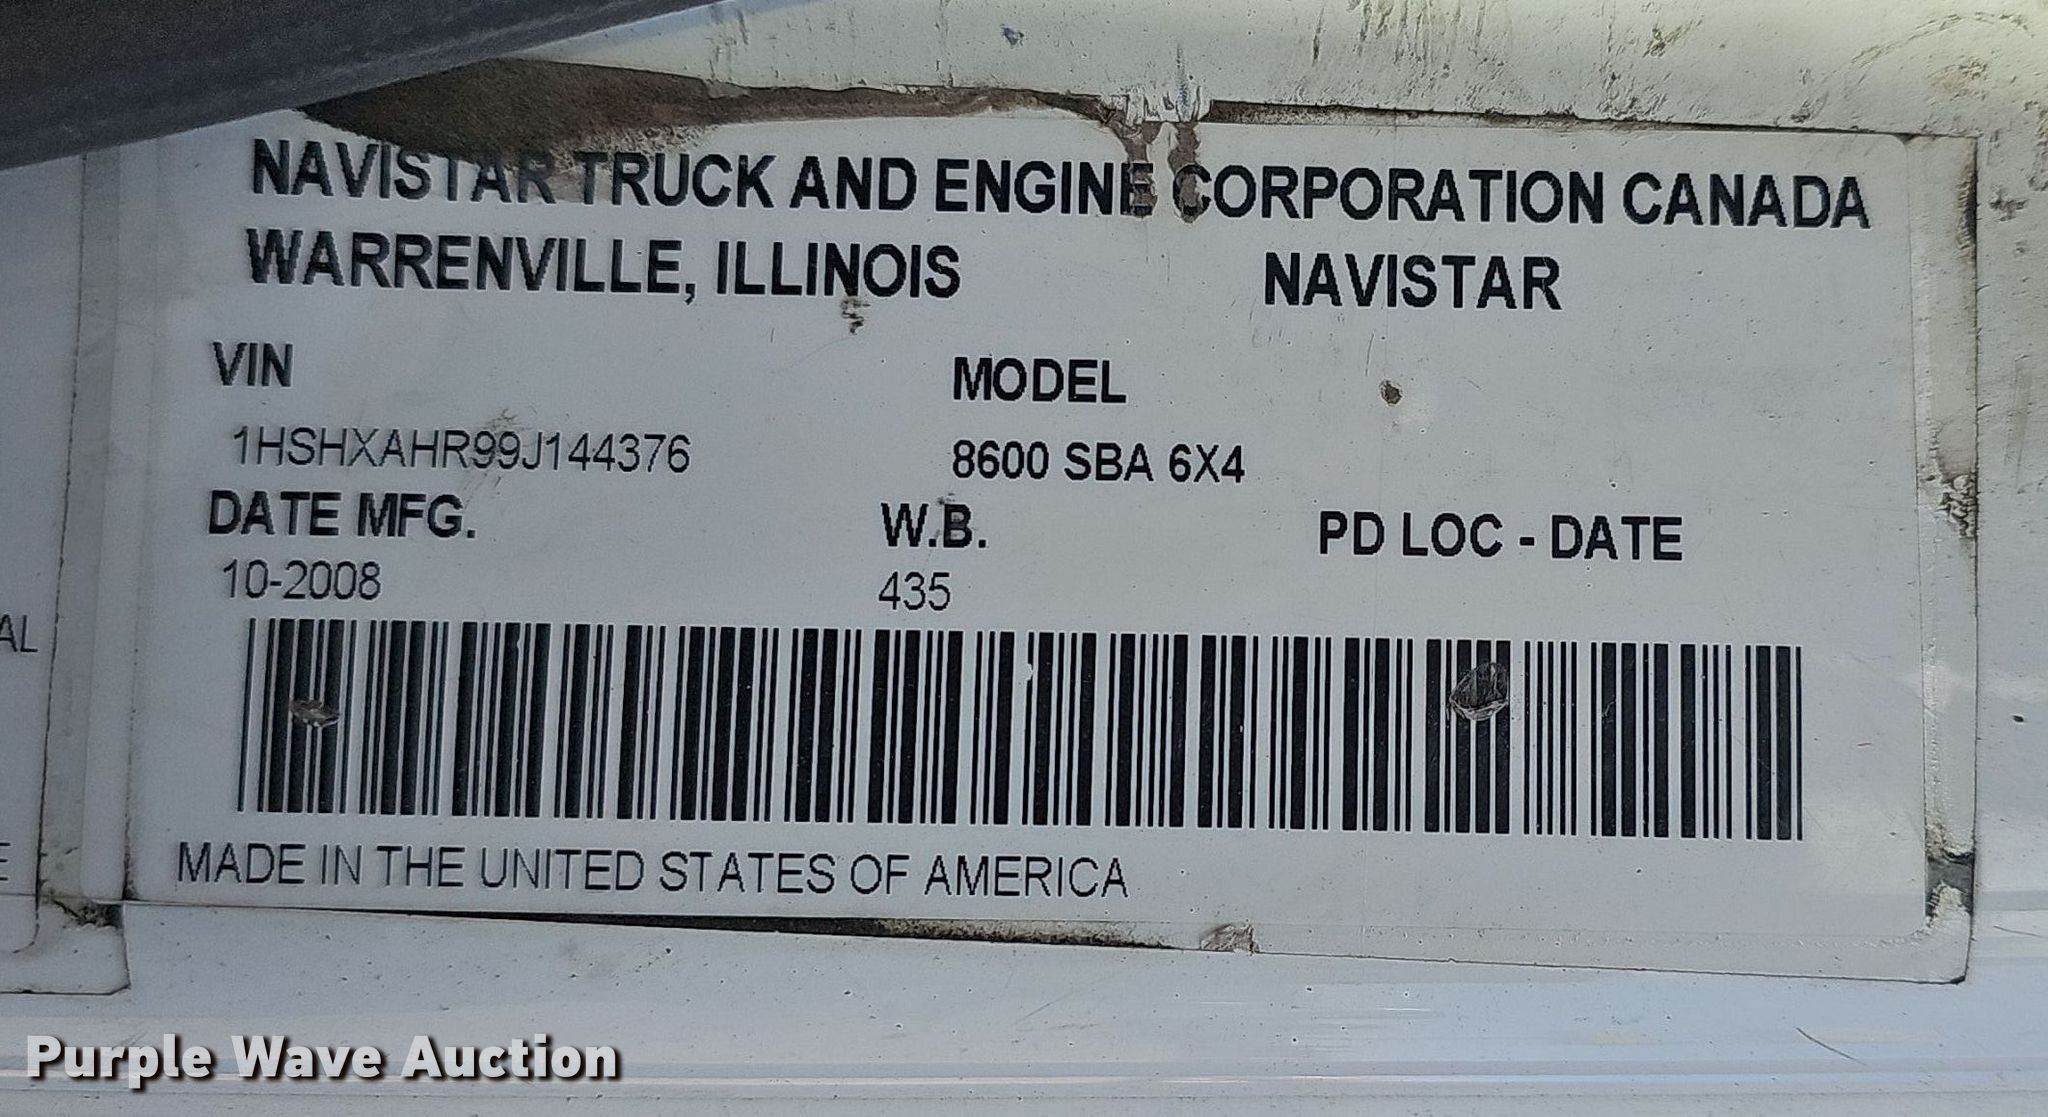 NAVISTAR TRUCK AND ENGINE CORPORATION CANADA
WARRENVILLE, ILLINOIS NAVISTAR
VIN MODEL
1HSHXAHR99J144376 8600 SBA 6X4
DATE MFG. W.B. PD LOC - DATE
10-2008 435
AL
E
MADE IN THE UNITED STATES OF AMERICA
Purple Wave Auction